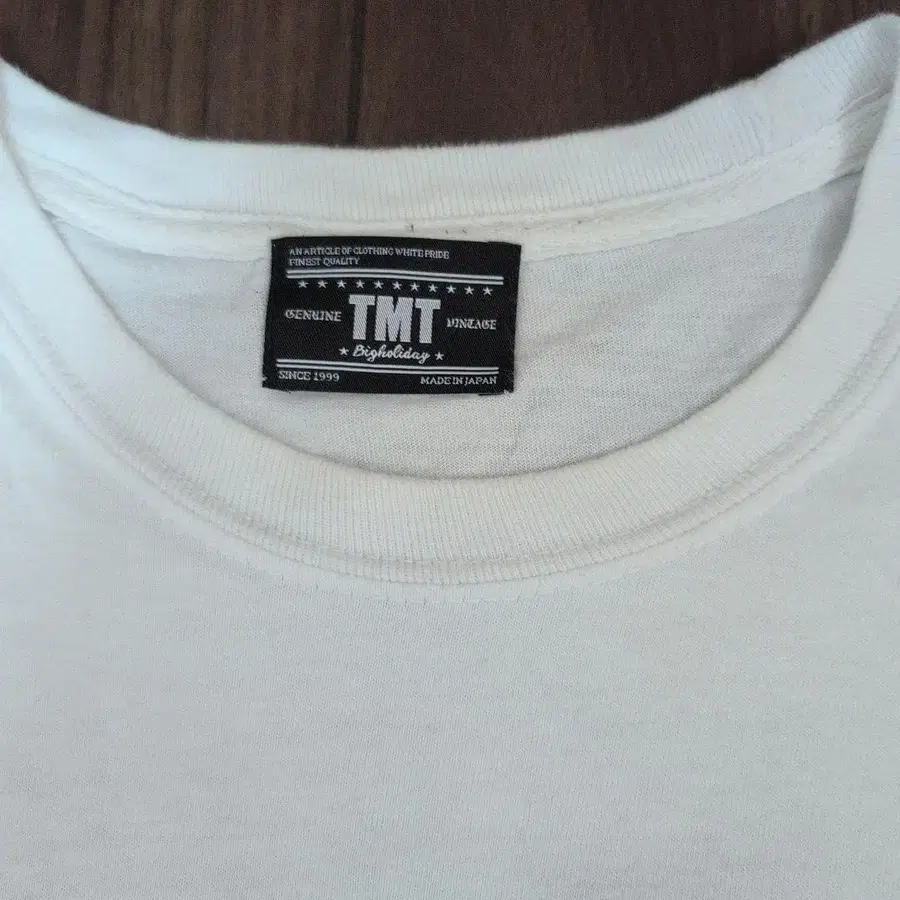 AN ARTICLE OF CLOTHING WHITE PRIDE
FINEST QUALITY
GENUINE TMT VINTAGE
Bigholiday
SINCE 1999 MADE IN JAPAN